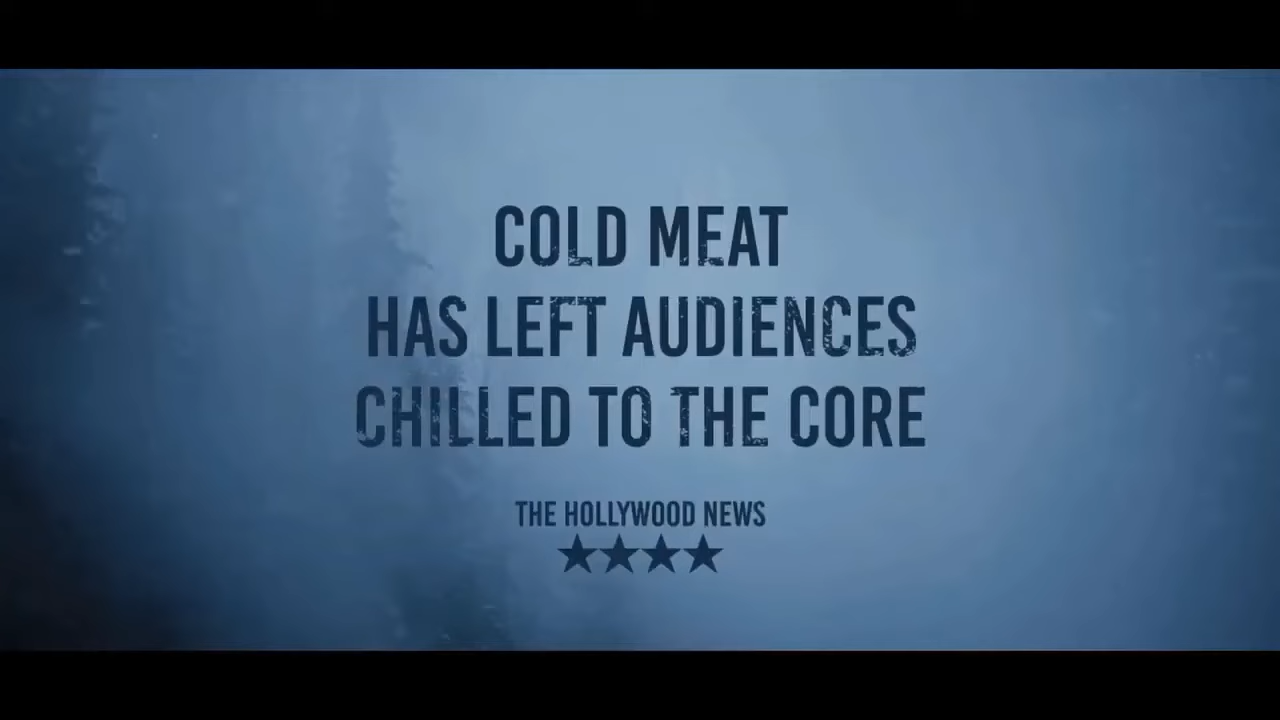 COLD MEAT
HAS LEFT AUDIENCES
CHILLED TO THE CORE
THE HOLLYWOOD NEWS
★★★★